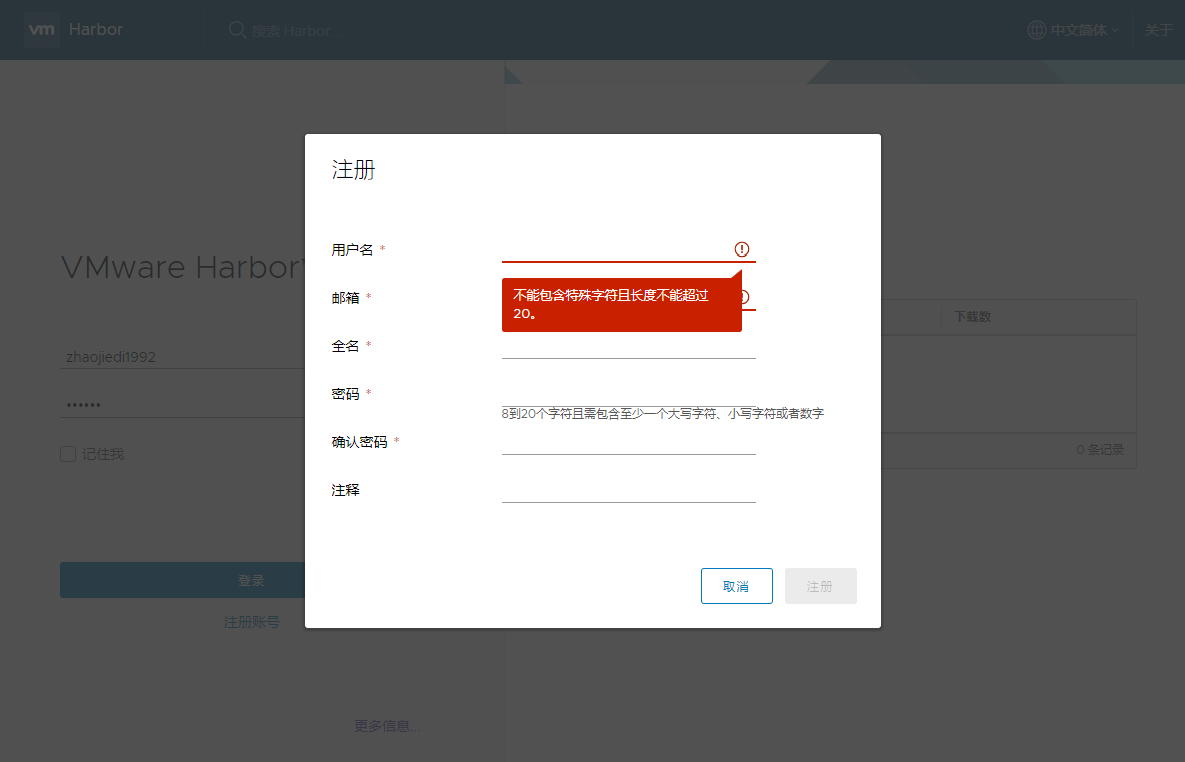 vm Harbor
搜索 Harbor...
中文简体
关于
VMware Harbor
zhaojiedi1992
••••••
记住我
登录
注册账号
更多信息...
下载数
0 条记录
注册
用户名 *
不能包含特殊字符且长度不能超过
20。
邮箱 *
全名 *
密码 *
8到20个字符且需包含至少一个大写字符、小写字符或者数字
确认密码 *
注释
取消
注册